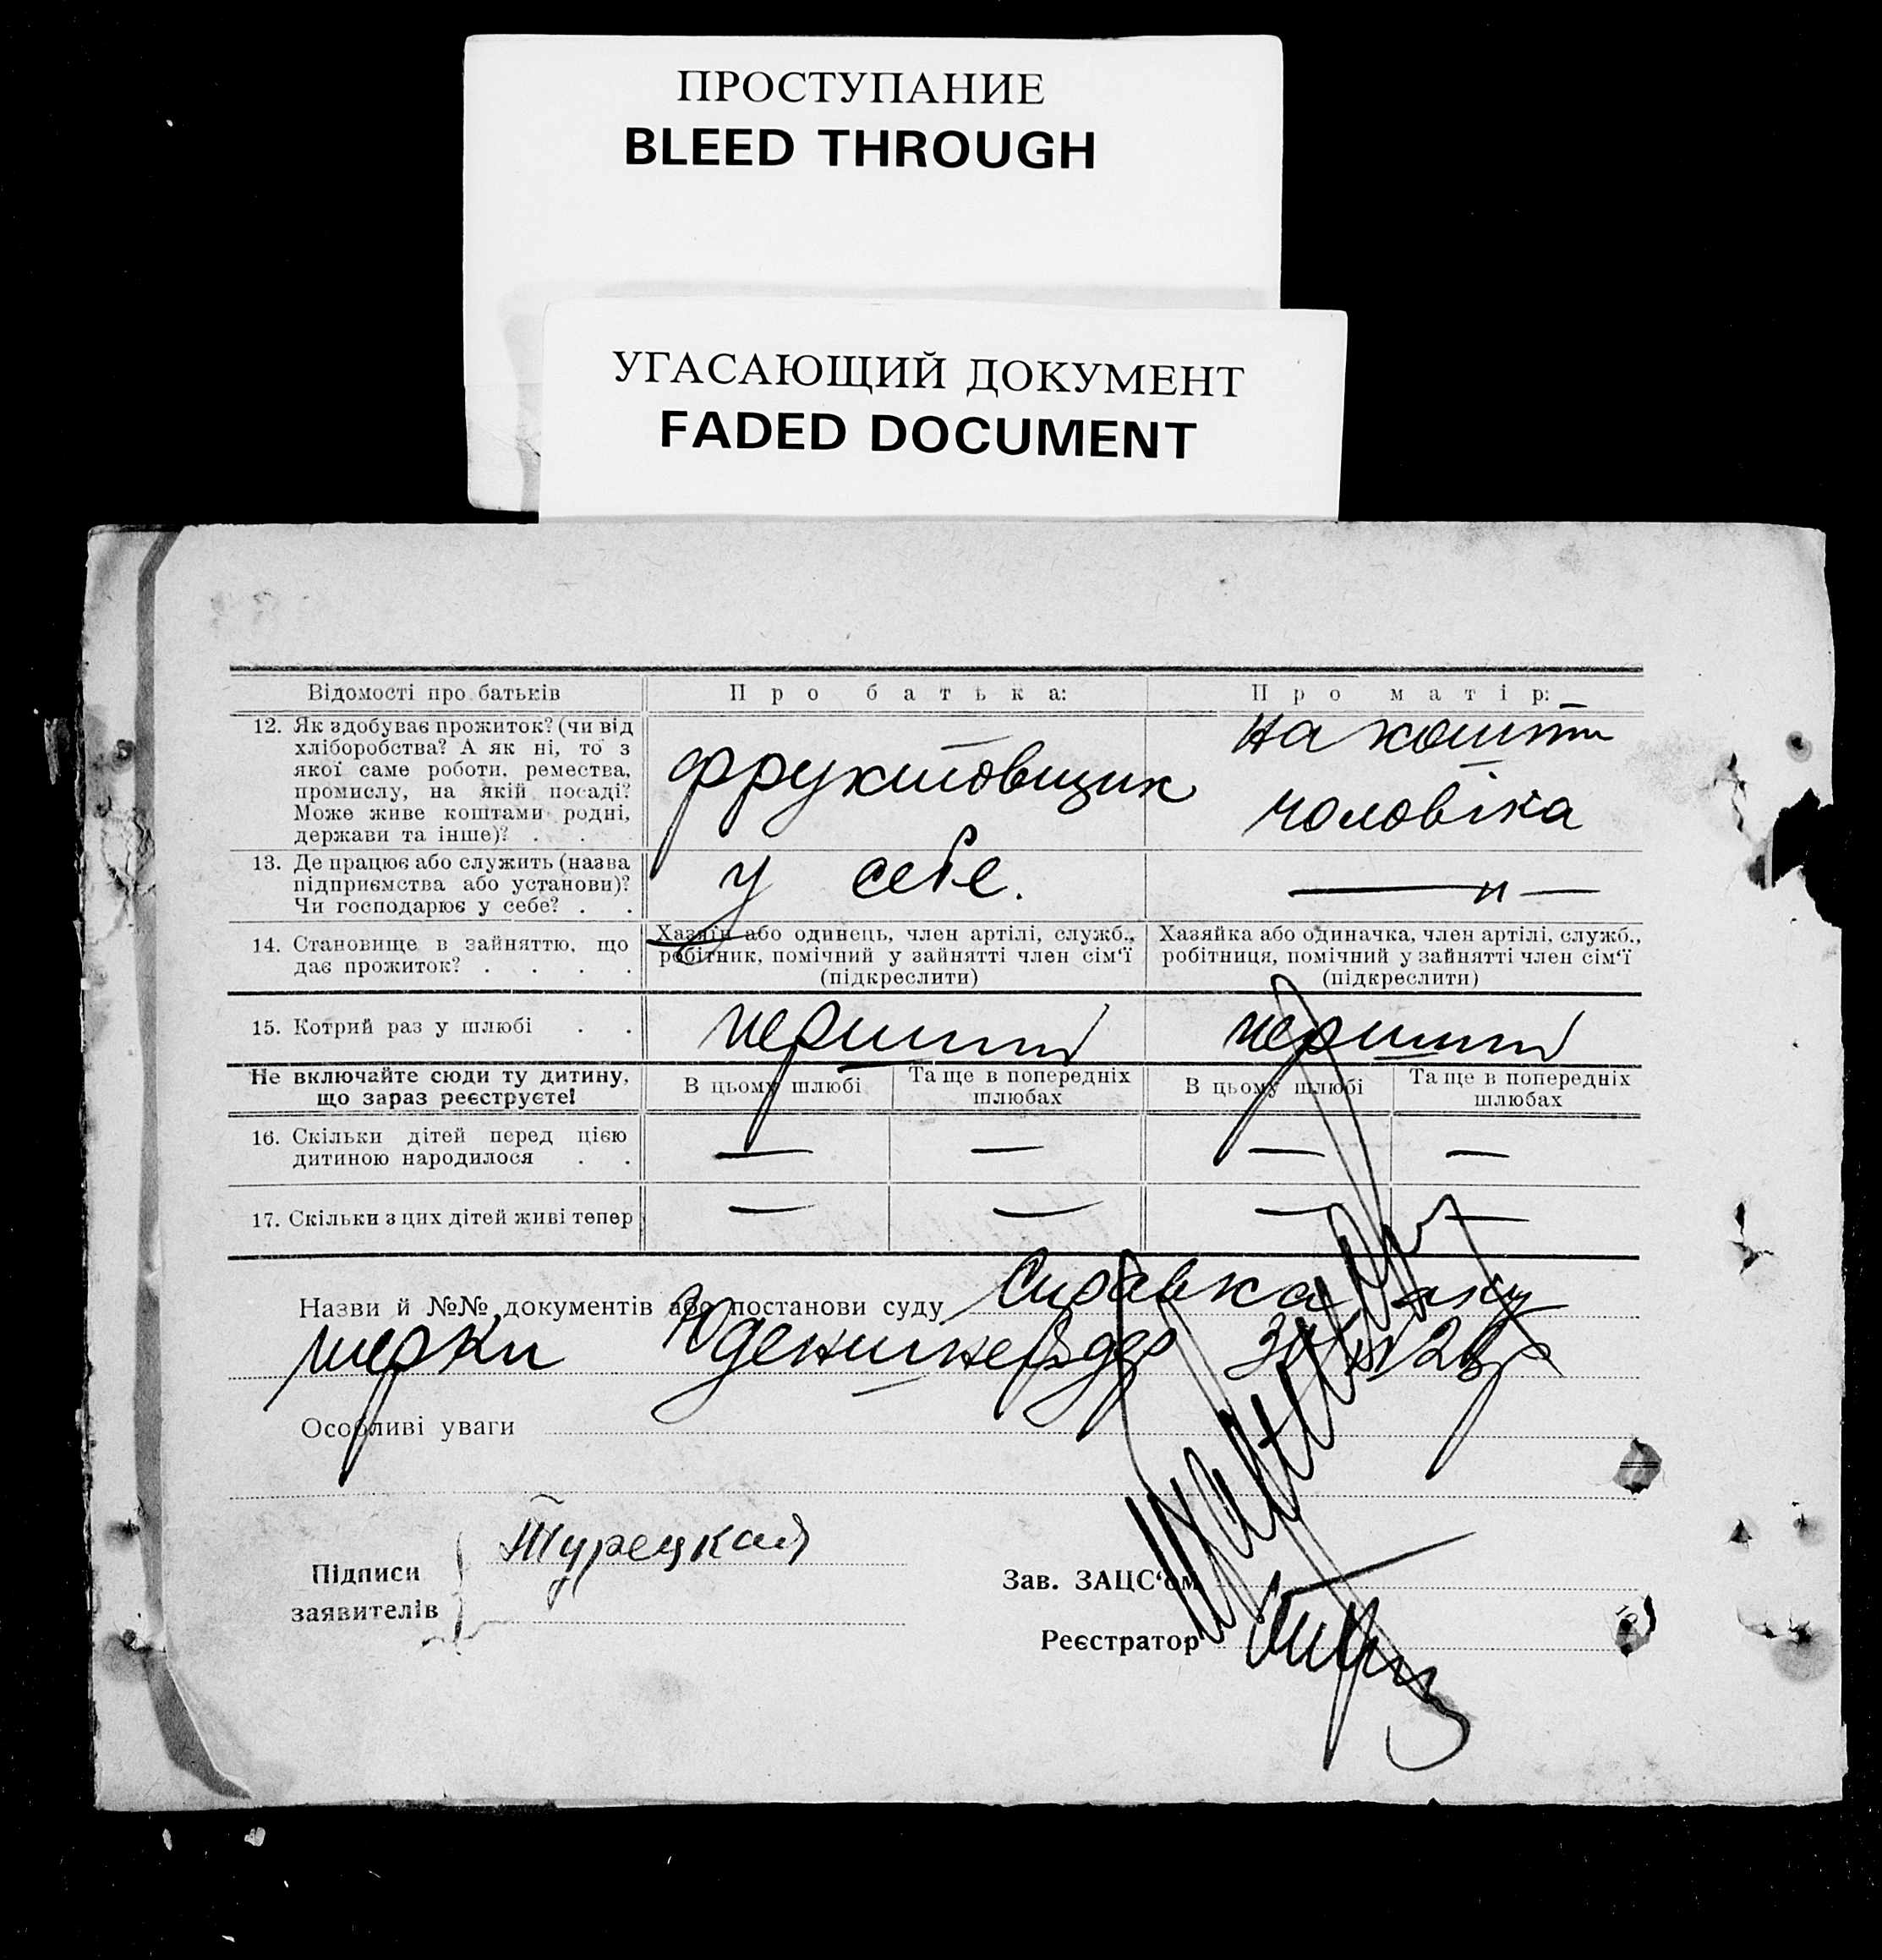 ПРОСТУПАНИЕ
BLEED THROUGH
УГАСАЮЩИЙ ДОКУМЕНТ
FADED DOCUMENT
Відомості про батьків
Про батька:
Про матір:
12. Як здобуває прожиток? (чи від
хліборобства? А як ні, то з
якої саме роботи, ремества,
промислу, на якій посаді?
Може живе коштами родні,
держави та інше)? . .
фруктовщик
на кошти
чоловіка
13. Де працює або служить (назва
підприємства або установи)?
Чи господарює у себе? . .
у себе.
— " —
14. Становище в зайняттю, що
дає прожиток? . . . .
Хазяїн або одинець, член артілі, служб.,
робітник, помічний у зайнятті член сім'ї
(підкреслити)
Хазяйка або одиначка, член артілі, служб.,
робітниця, помічний у зайнятті член сім'ї
(підкреслити)
15. Котрий раз у шлюбі . .
перший
перший
Не включайте сюди ту дитину,
що зараз реєструєте!
В цьому шлюбі
Та ще в попередніх
шлюбах
В цьому шлюбі
Та ще в попередніх
шлюбах
16. Скільки дітей перед цією
дитиною народилося . .
— — — —
17. Скільки з цих дітей живі тепер
— — — —
Назви й №№ документів або постанови суду Справка аку
шерки
Особливі уваги
Підписи
заявителів
Турецкая
Зав. ЗАЦС'ом
Реєстратор